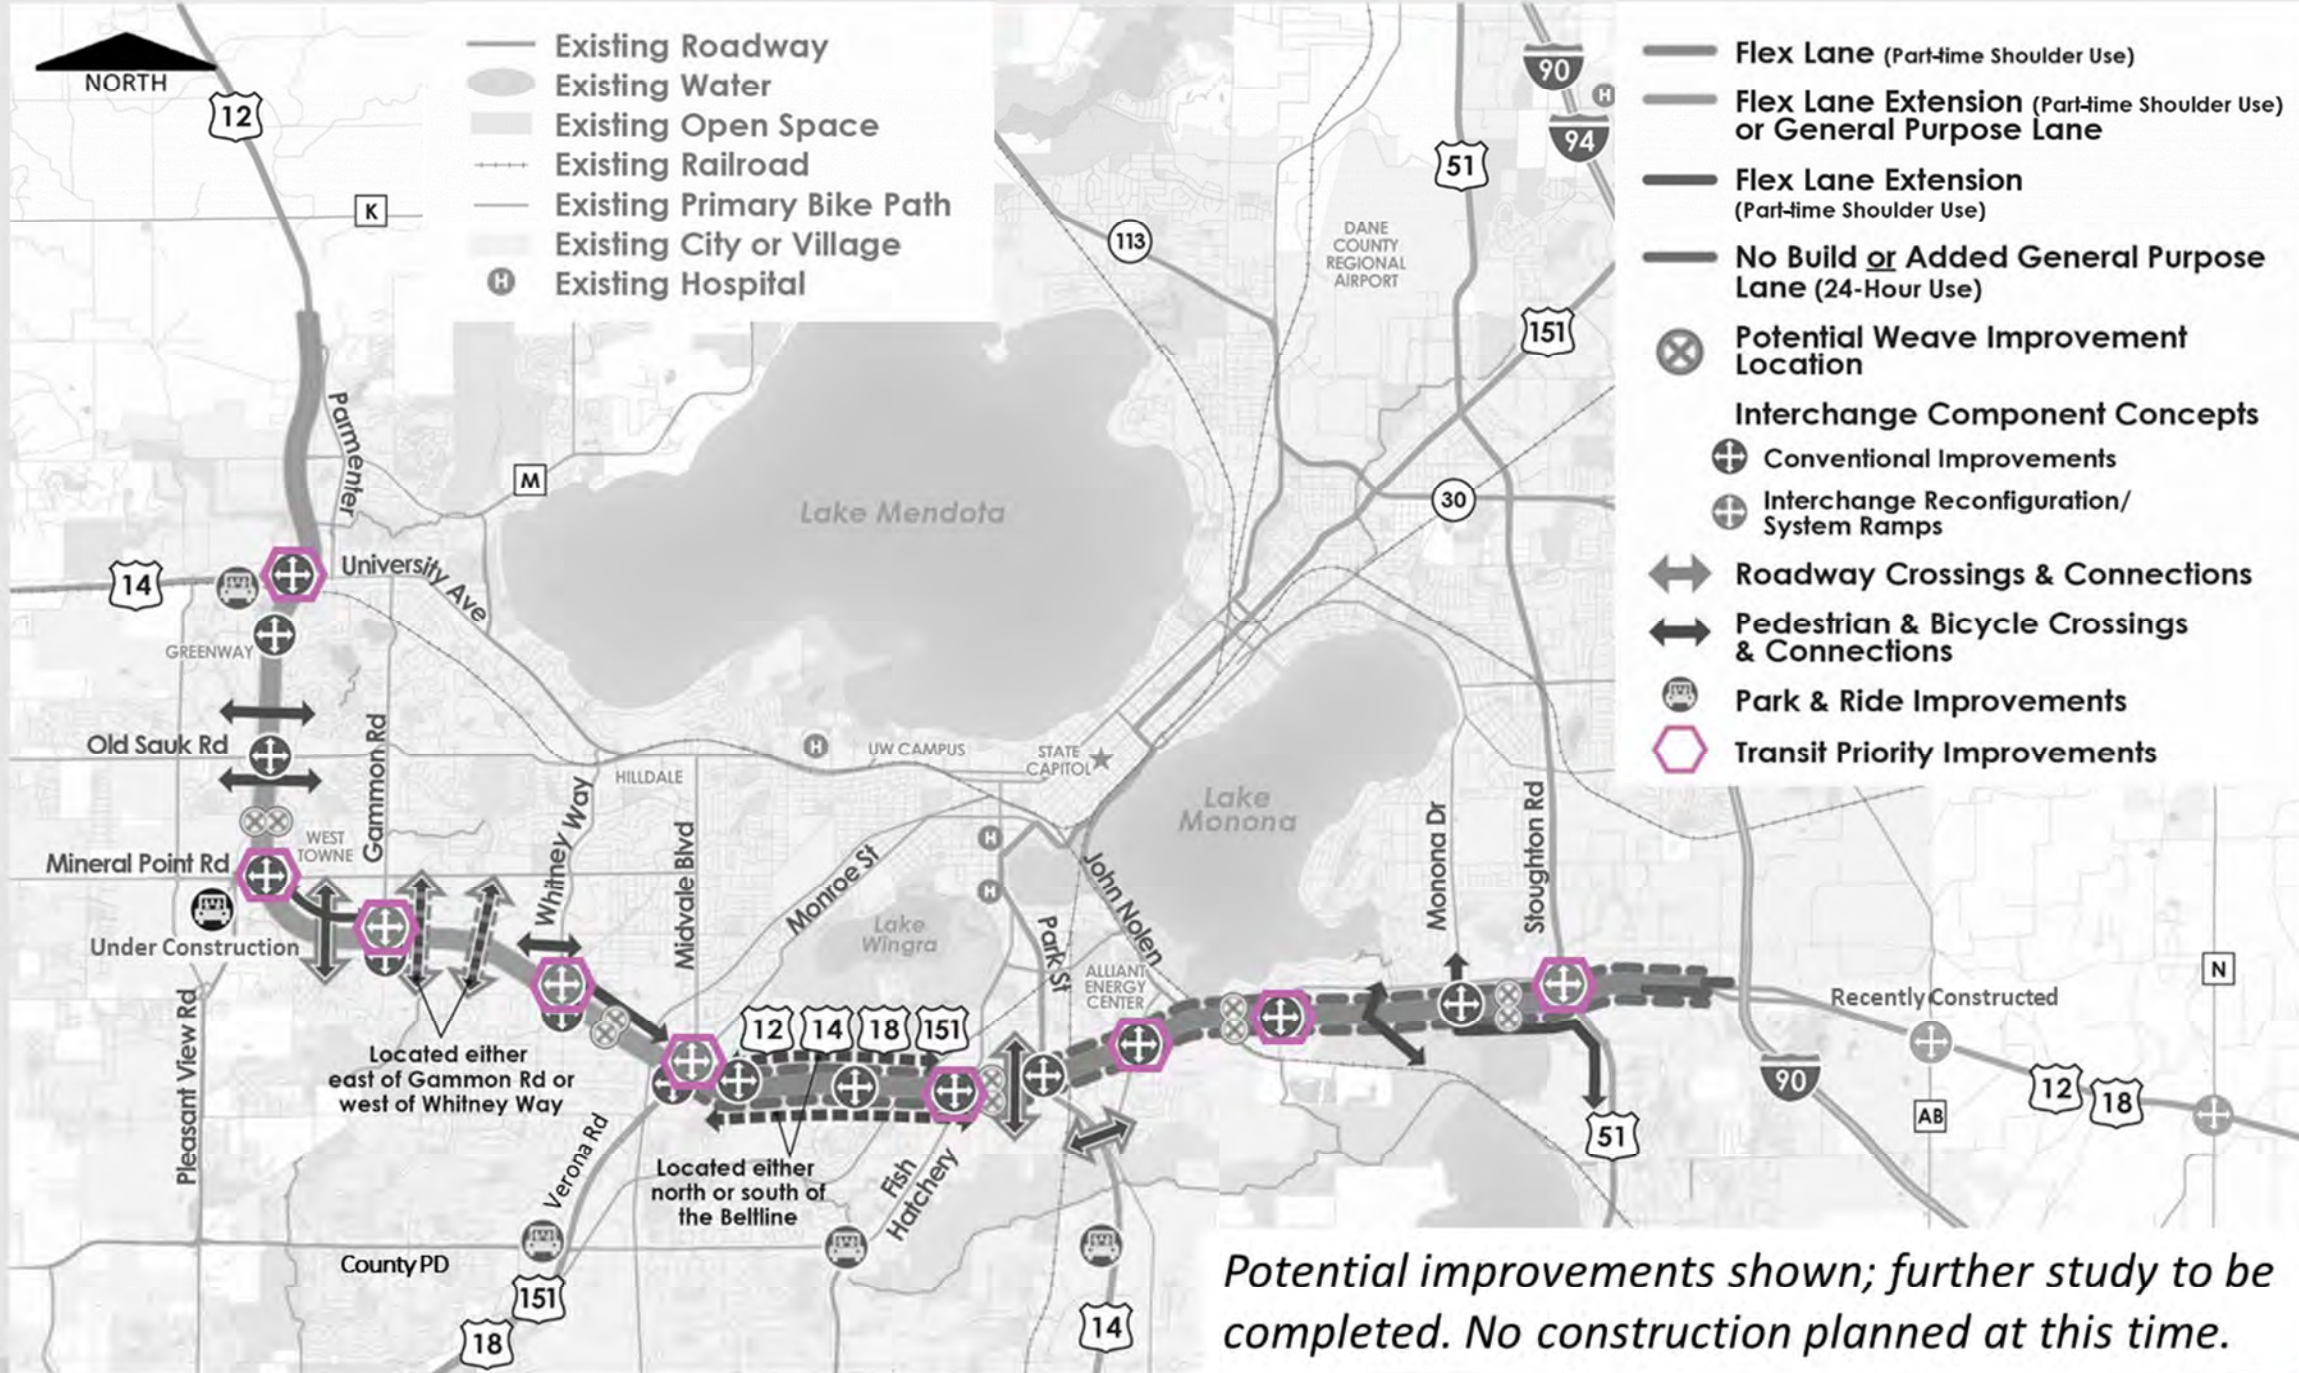 NORTH
12
K
Existing Roadway
Existing Water
Existing Open Space
Existing Railroad
Existing Primary Bike Path
Existing City or Village
H
Existing Hospital
113
51
90
H
94
DANE
COUNTY
REGIONAL
AIRPORT
151
Flex Lane (Part-time Shoulder Use)
Flex Lane Extension (Part-time Shoulder Use)
or General Purpose Lane
Flex Lane Extension
(Part-time Shoulder Use)
No Build or Added General Purpose
Lane (24-Hour Use)
Potential Weave Improvement
Location
Interchange Component Concepts
Conventional Improvements
Interchange Reconfiguration/
System Ramps
Roadway Crossings & Connections
Pedestrian & Bicycle Crossings
& Connections
Park & Ride Improvements
Transit Priority Improvements
Parmenter
M
Lake Mendota
30
14
University Ave
GREENWAY
Old Sauk Rd
Gammon Rd
HILLDALE
H
UW CAMPUS
STATE
CAPITOL
WEST
TOWNE
Mineral Point Rd
Whitney Way
Midvale Blvd
Monroe St
H
H
Lake
Monona
Monona Dr
Stoughton Rd
John Nolen
Lake
Wingra
Park St
Under Construction
ALLIANT
ENERGY
CENTER
Pleasant View Rd
Located either
east of Gammon Rd or
west of Whitney Way
12
14
18
151
N
Recently Constructed
90
12
18
AB
51
Verona Rd
Located either
north or south of
the Beltline
Fish
Hatchery
County PD
151
18
14
Potential improvements shown; further study to be
completed. No construction planned at this time.